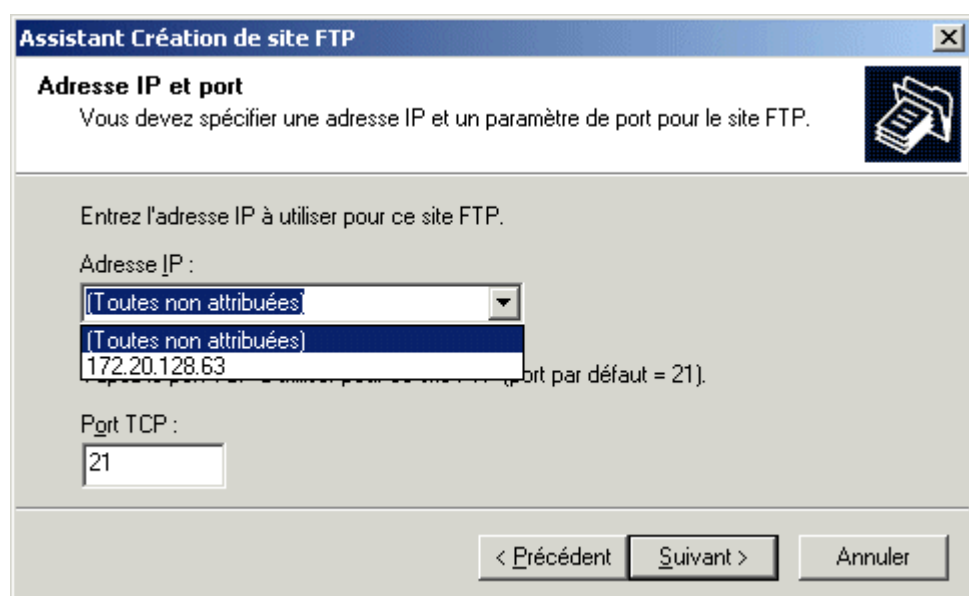 Assistant Création de site FTP
Adresse IP et port
Vous devez spécifier une adresse IP et un paramètre de port pour le site FTP.
Entrez l'adresse IP à utiliser pour ce site FTP.
Adresse IP :
(Toutes non attribuées)
(Toutes non attribuées)
172.20.128.63
(port par défaut = 21).
Port TCP :
21
< Précédent
Suivant >
Annuler